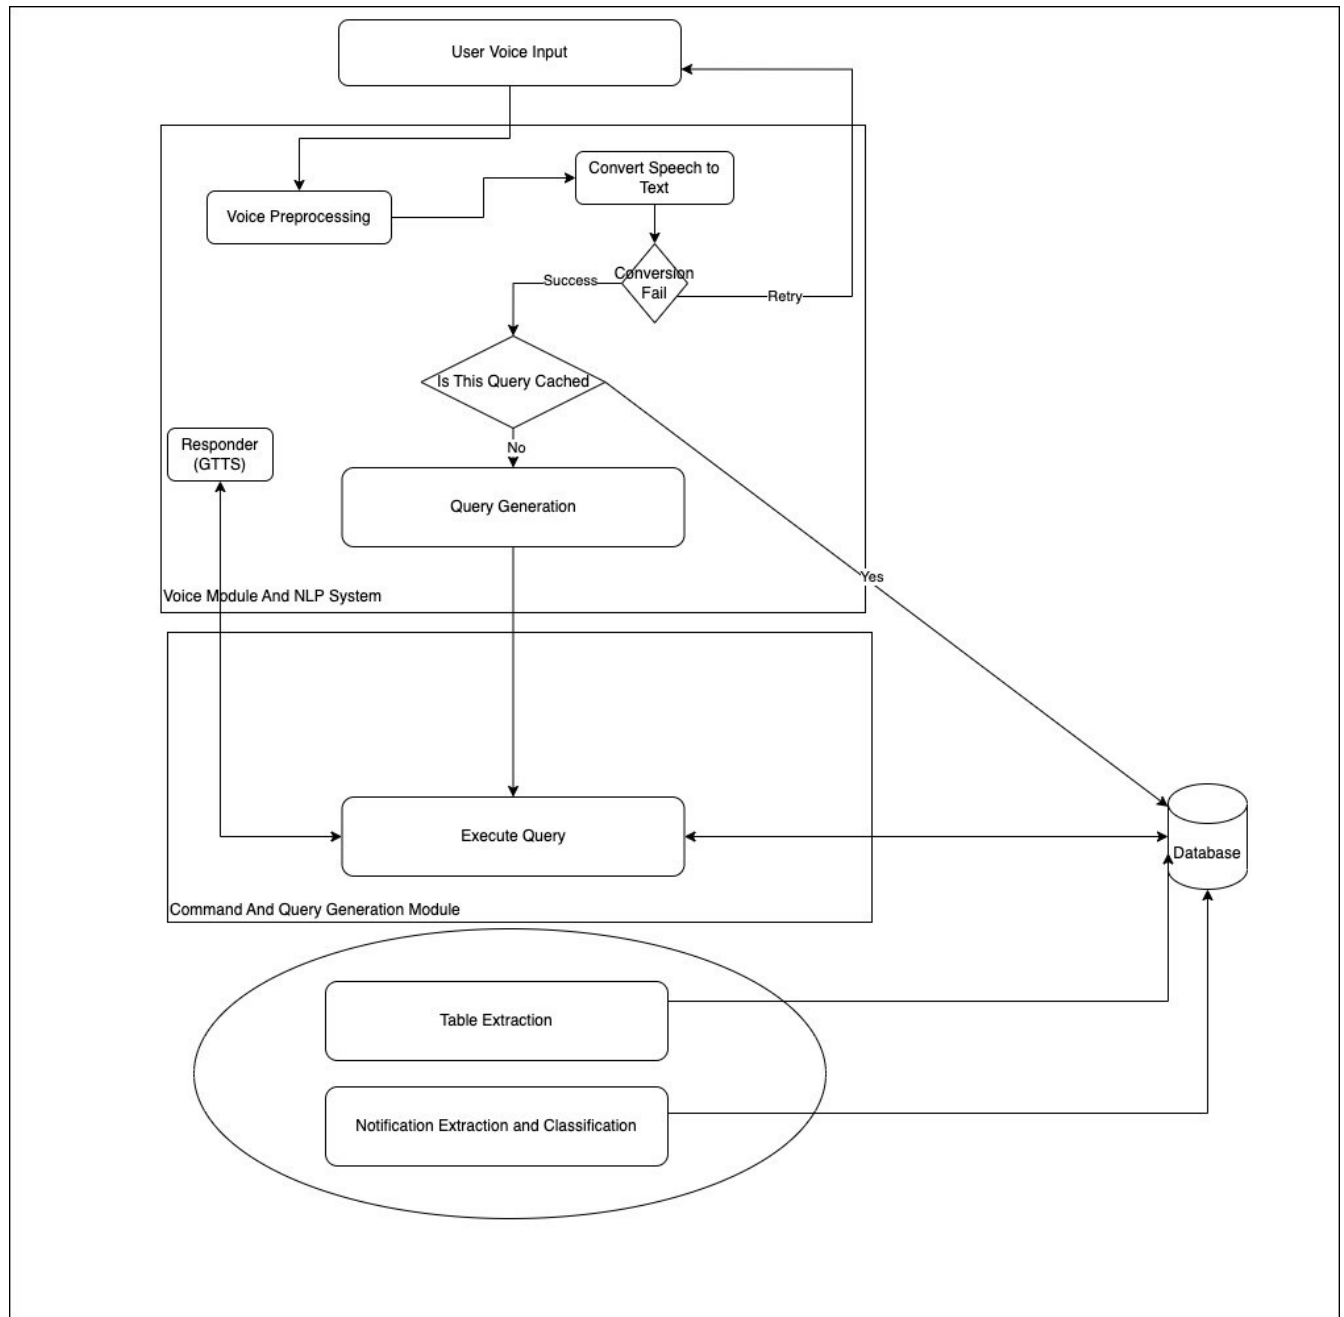 User Voice Input
Convert Speech to
Text
Voice Preprocessing
Conversion
Fail
Success
Retry
Is This Query Cached
No
Responder
(GTTS)
Query Generation
Yes
Voice Module And NLP System
Execute Query
Database
Command And Query Generation Module
Table Extraction
Notification Extraction and Classification